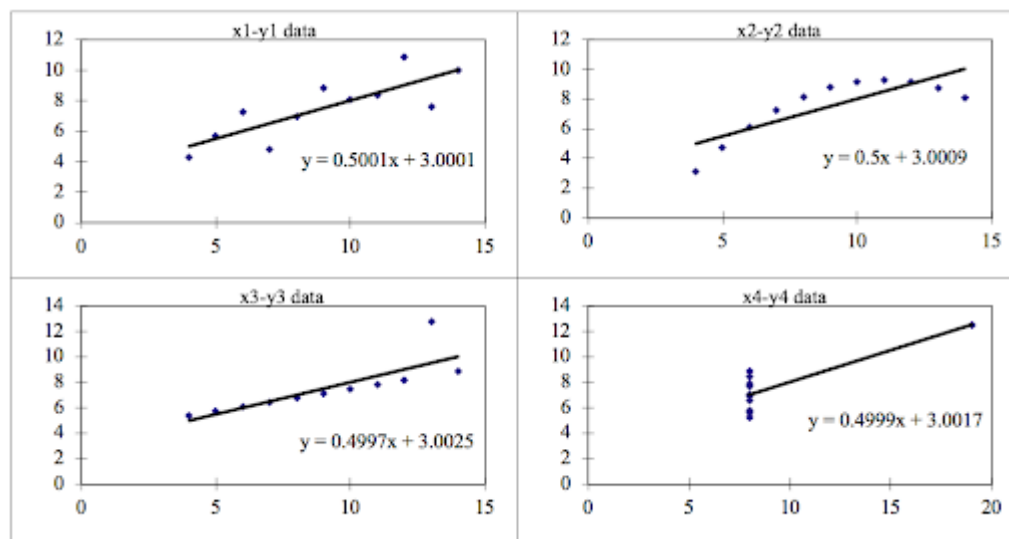 x1-y1 data
12
10
8
6
4
2
0
y = 0.5001x + 3.0001
0 5 10 15
x2-y2 data
12
10
8
6
4
2
0
y = 0.5x + 3.0009
0 5 10 15
x3-y3 data
14
12
10
8
6
4
2
0
y = 0.4997x + 3.0025
0 5 10 15
x4-y4 data
14
12
10
8
6
4
2
0
y = 0.4999x + 3.0017
0 5 10 15 20